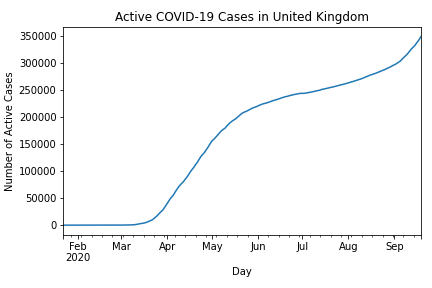 Active COVID-19 Cases in United Kingdom
Number of Active Cases
350000
300000
250000
200000
150000
100000
50000
0
Feb Mar Apr May Jun Jul Aug Sep
2020
Day